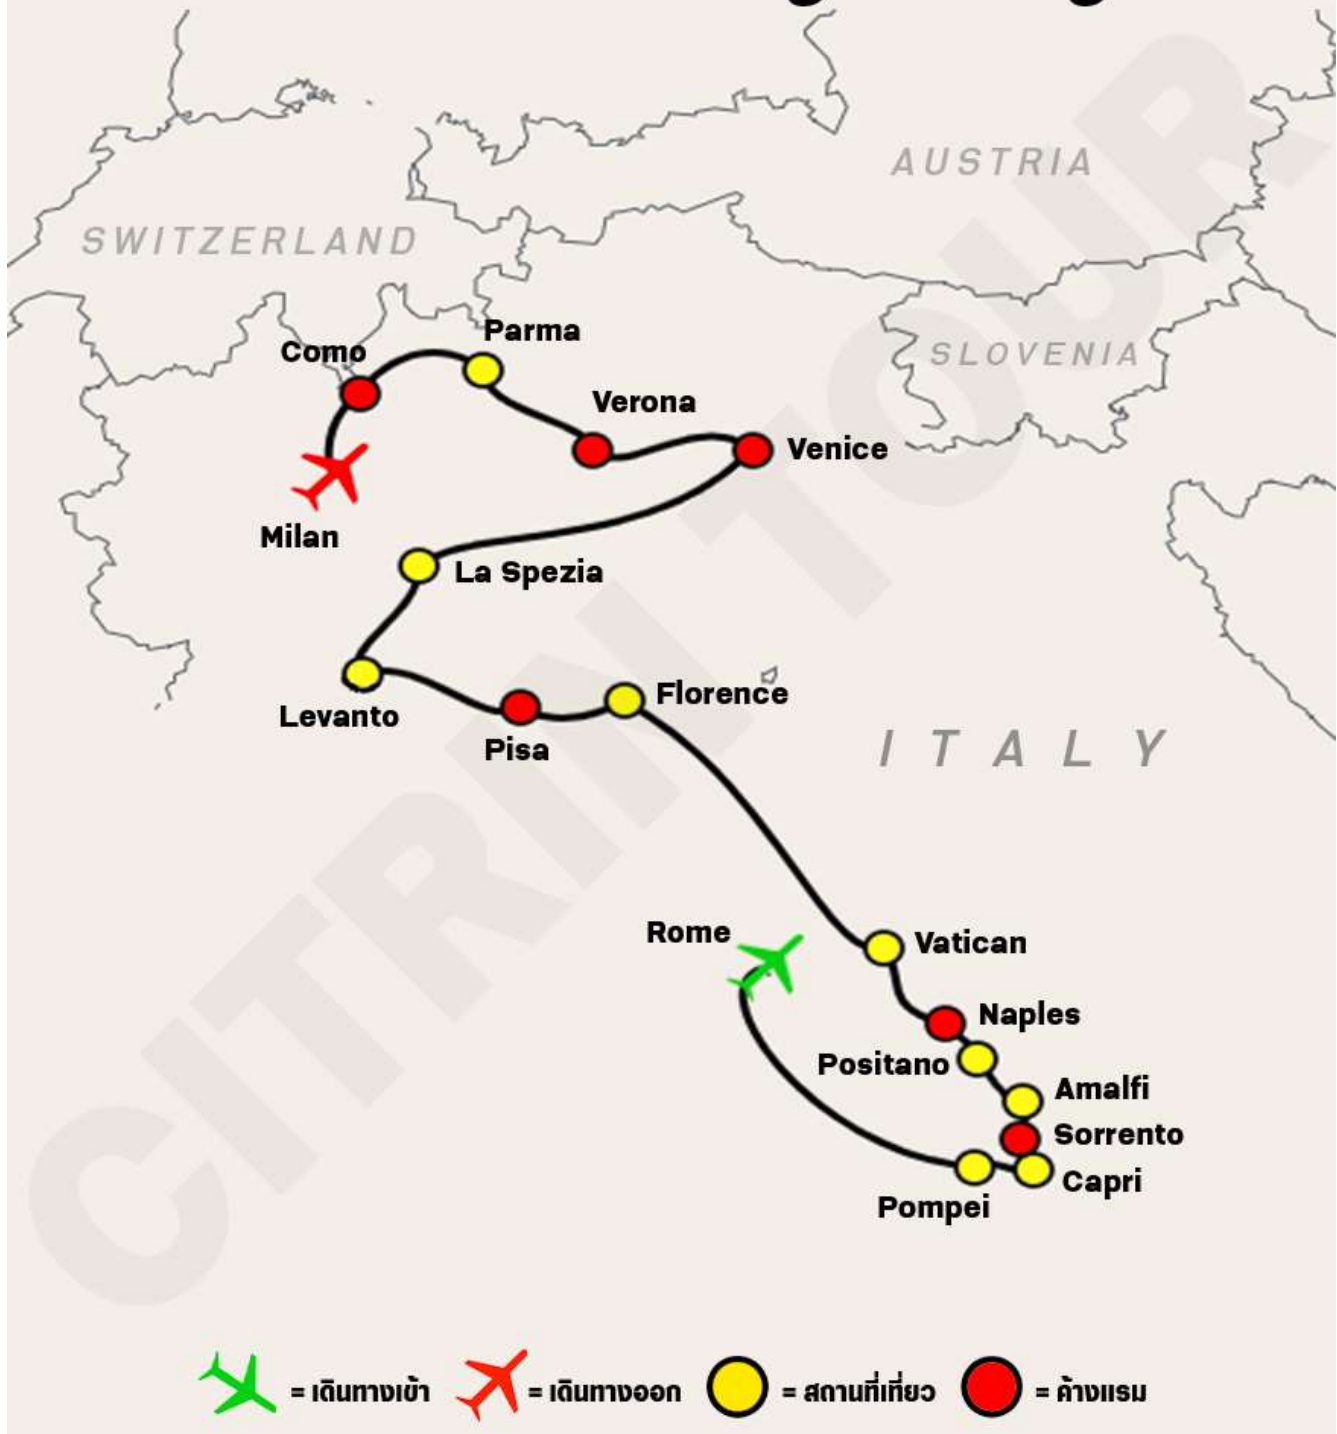 AUSTRIA
SWITZERLAND
Parma
Como
SLOVENIA
Verona
Venice
Milan
La Spezia
Florence
Levanto
Pisa
ITALY
Rome
Vatican
Naples
Positano
Amalfi
Sorrento
Capri
Pompei
CITRIN TOUR
= เดินทางเข้า = เดินทางออก = สถานที่เที่ยว = ค้างแรม